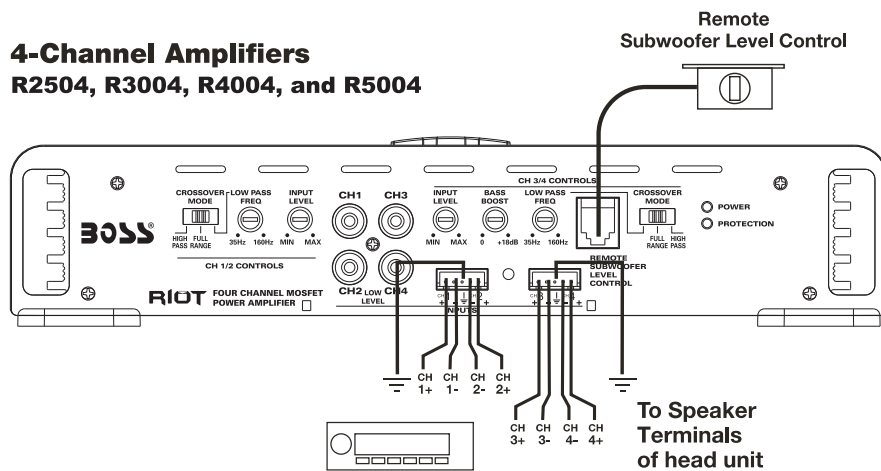 Remote
Subwoofer Level Control
4-Channel Amplifiers
R2504, R3004, R4004, and R5004
CH 3/4 CONTROLS
CROSSOVER MODE
LOW PASS FREQ
INPUT LEVEL
CH1
CH3
INPUT LEVEL
BASS BOOST
LOW PASS FREQ
CROSSOVER MODE
POWER
PROTECTION
BOSS®
HIGH PASS
FULL RANGE
35Hz 160Hz
MIN MAX
MIN MAX
0 +18dB
35Hz 160Hz
FULL RANGE
HIGH PASS
CH 1/2 CONTROLS
REMOTE SUBWOOFER LEVEL CONTROL
RIOT
FOUR CHANNEL MOSFET
POWER AMPLIFIER
CH2
LOW LEVEL
CH4
INPUTS
CH 1+
CH 1-
CH 2-
CH 2+
CH 3+
CH 3-
CH 4-
CH 4+
To Speaker
Terminals
of head unit